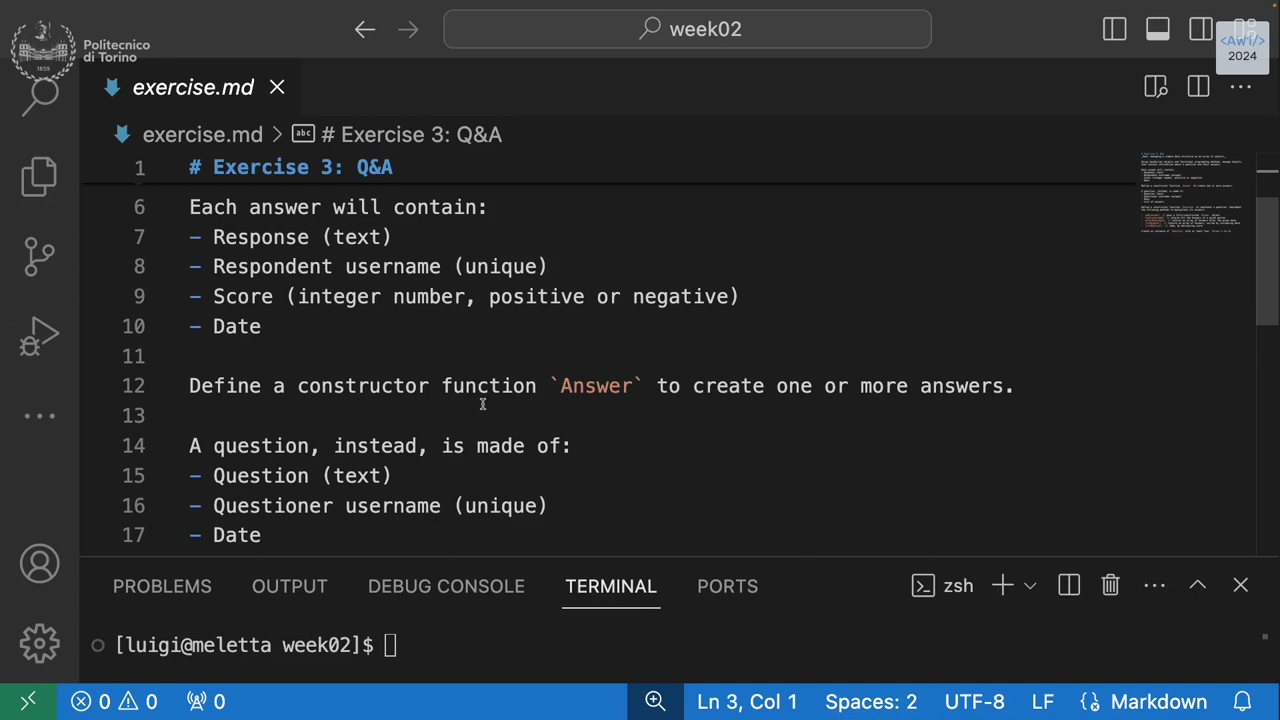 week02
Politecnico
di Torino
1859
<Aw1/>
2024
exercise.md
exercise.md > abc # Exercise 3: Q&A
1 # Exercise 3: Q&A
6 Each answer will contain:
7 - Response (text)
8 - Respondent username (unique)
9 - Score (integer number, positive or negative)
10 - Date
11
12 Define a constructor function `Answer` to create one or more answers.
13
14 A question, instead, is made of:
15 - Question (text)
16 - Questioner username (unique)
17 - Date
PROBLEMS OUTPUT DEBUG CONSOLE TERMINAL PORTS zsh
[luigi@meletta week02]$
0 0 0 Ln 3, Col 1 Spaces: 2 UTF-8 LF {} Markdown